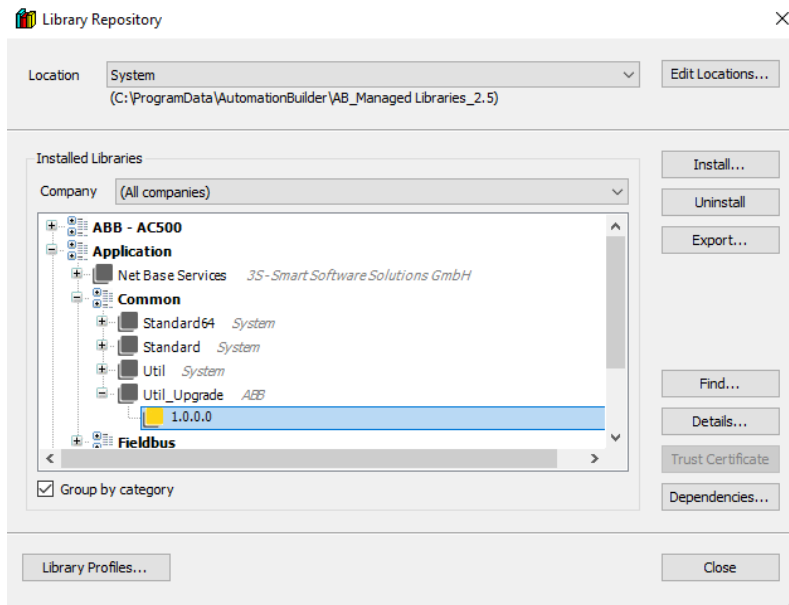 Library Repository
Location System Edit Locations...
(C:\ProgramData\AutomationBuilder\AB_Managed Libraries_2.5)
Installed Libraries
Install...
Company (All companies)
Uninstall
ABB - AC500
Application
Export...
Net Base Services 3S-Smart Software Solutions GmbH
Common
Standard64 System
Standard System
Util System
Find...
Util_Upgrade ABB
1.0.0.0
Details...
Fieldbus
Trust Certificate
Group by category
Dependencies...
Library Profiles... Close